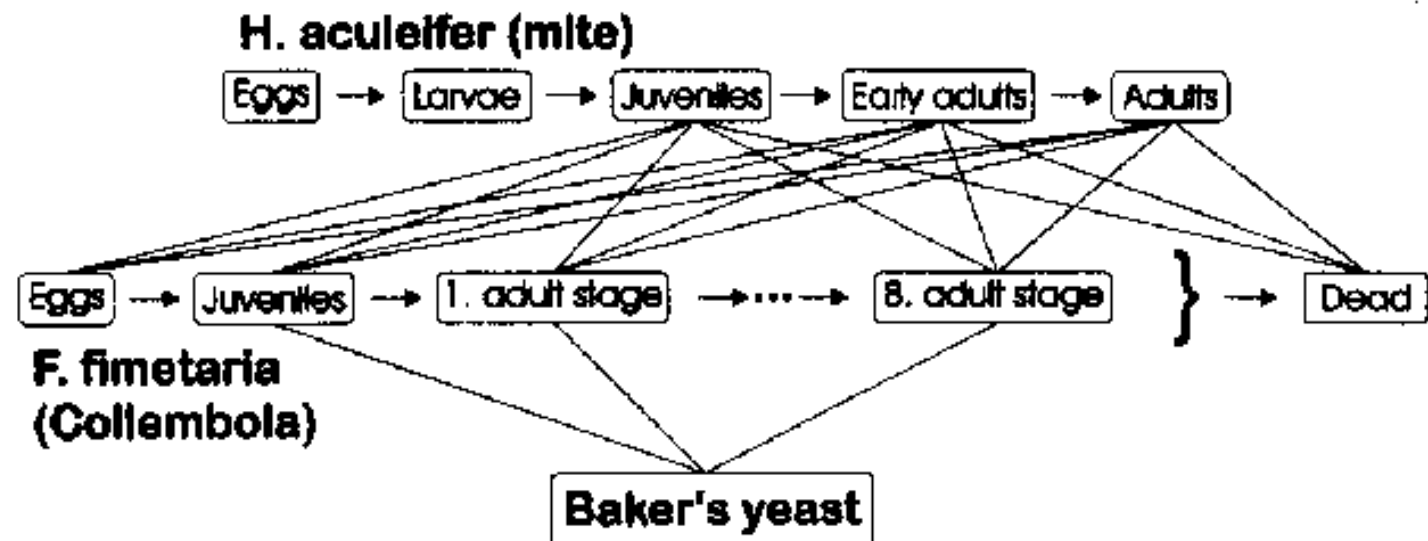 H. aculeifer (mite)
Eggs Larvae Juveniles Early adults Adults
Eggs Juveniles 1. adult stage ... 8. adult stage } Dead
F. fimetaria
(Collembola)
Baker's yeast